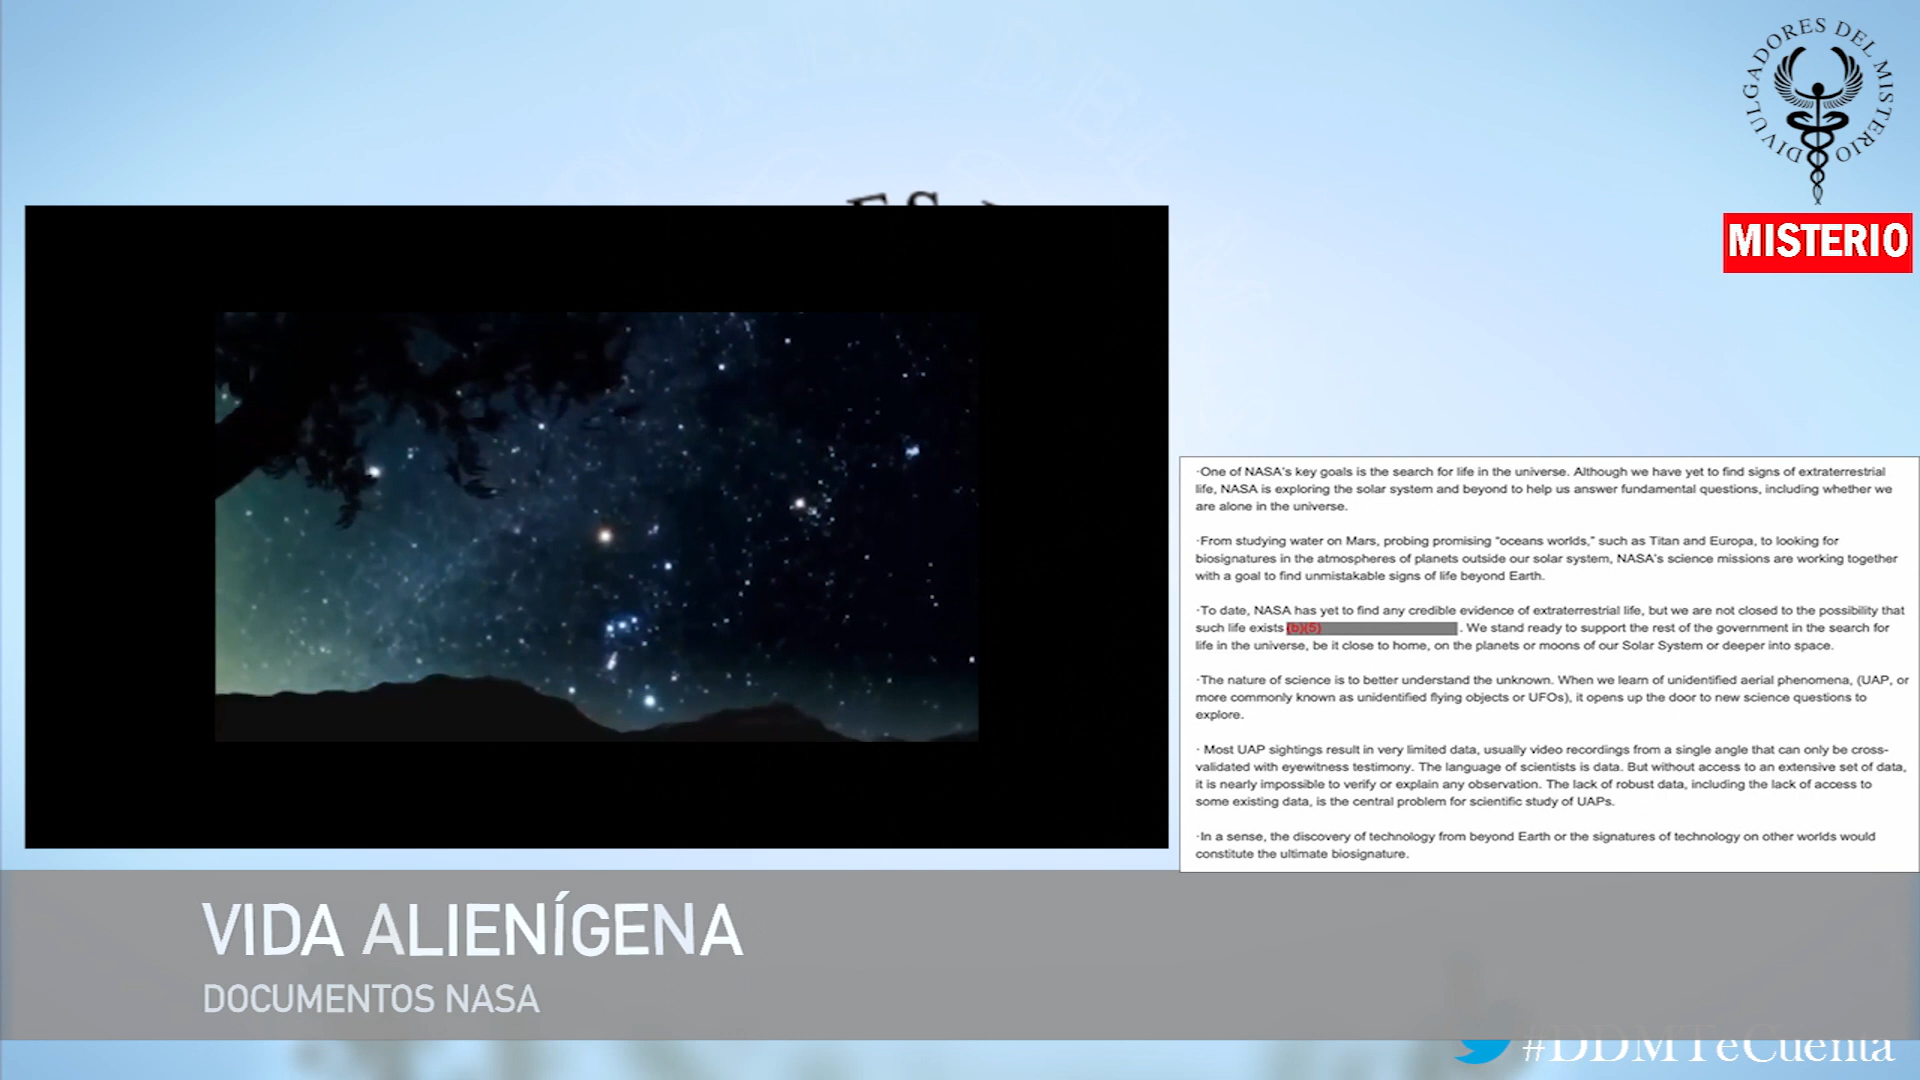 DIVULGADORES DEL MISTERIO
MISTERIO
·One of NASA's key goals is the search for life in the universe. Although we have yet to find signs of extraterrestrial
life, NASA is exploring the solar system and beyond to help us answer fundamental questions, including whether we
are alone in the universe.
·From studying water on Mars, probing promising "oceans worlds," such as Titan and Europa, to looking for
biosignatures in the atmospheres of planets outside our solar system, NASA's science missions are working together
with a goal to find unmistakable signs of life beyond Earth.
·To date, NASA has yet to find any credible evidence of extraterrestrial life, but we are not closed to the possibility that
such life exists (b)(5) . We stand ready to support the rest of the government in the search for
life in the universe, be it close to home, on the planets or moons of our Solar System or deeper into space.
·The nature of science is to better understand the unknown. When we learn of unidentified aerial phenomena, (UAP, or
more commonly known as unidentified flying objects or UFOs), it opens up the door to new science questions to
explore.
· Most UAP sightings result in very limited data, usually video recordings from a single angle that can only be cross-
validated with eyewitness testimony. The language of scientists is data. But without access to an extensive set of data,
it is nearly impossible to verify or explain any observation. The lack of robust data, including the lack of access to
some existing data, is the central problem for scientific study of UAPs.
·In a sense, the discovery of technology from beyond Earth or the signatures of technology on other worlds would
constitute the ultimate biosignature.
VIDA ALIENÍGENA
DOCUMENTOS NASA
#DDMTeCuenta